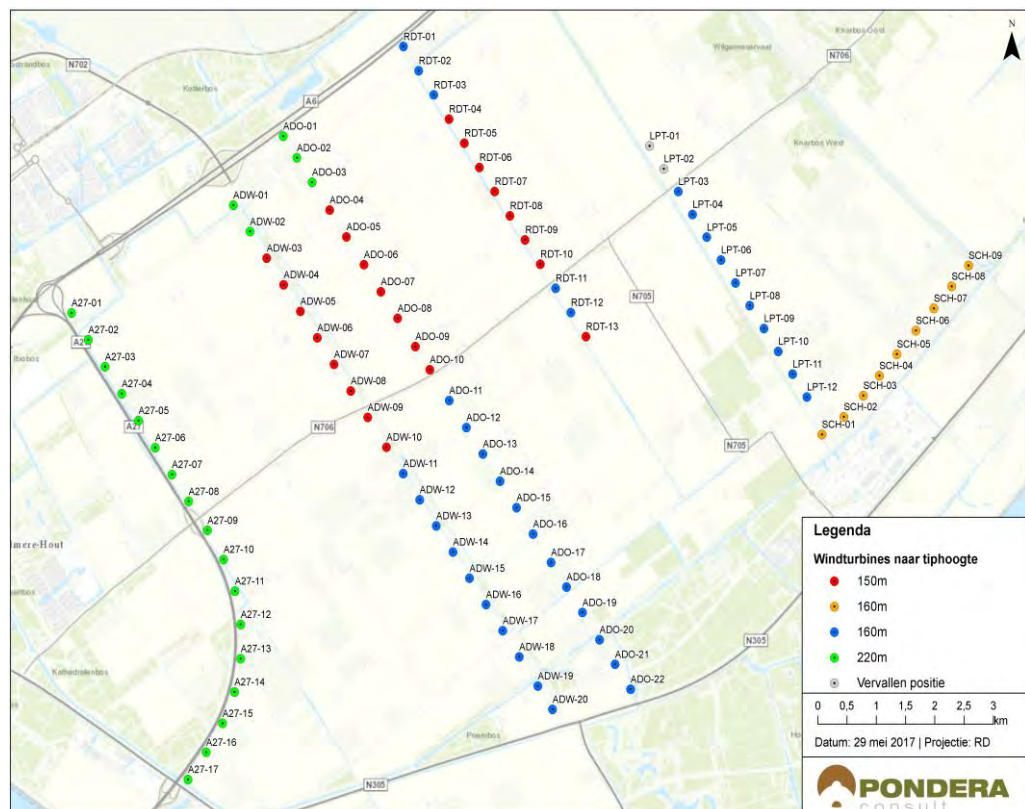 N
Knarbos-Oost
Wilgenreservaat
N706
RDT-01
RDT-02
RDT-03
RDT-04
RDT-05
RDT-06
RDT-07
RDT-08
RDT-09
RDT-10
RDT-11
RDT-12
RDT-13
N702
Kotterbos
A6
ADO-01
ADO-02
ADO-03
ADO-04
ADO-05
ADO-06
ADO-07
ADO-08
ADO-09
ADO-10
ADO-11
ADO-12
ADO-13
ADO-14
ADO-15
ADO-16
ADO-17
ADO-18
ADO-19
ADO-20
ADO-21
ADO-22
LPT-01
LPT-02
LPT-03
LPT-04
LPT-05
LPT-06
LPT-07
LPT-08
LPT-09
LPT-10
LPT-11
LPT-12
Knarbos West
SCH-09
SCH-08
SCH-07
SCH-06
SCH-05
SCH-04
SCH-03
SCH-02
SCH-01
N705
N705
ADW-01
ADW-02
ADW-03
ADW-04
ADW-05
ADW-06
ADW-07
ADW-08
ADW-09
ADW-10
ADW-11
ADW-12
ADW-13
ADW-14
ADW-15
ADW-16
ADW-17
ADW-18
ADW-19
ADW-20
N706
A27-01
A27-02
A27-03
A27-04
A27-05
A27
A27-06
A27-07
A27-08
A27-09
A27-10
A27-11
A27-12
A27-13
A27-14
A27-15
A27-16
A27-17
mere-Hout
Kathedralenbos
N305
N305
Legenda
Windturbines naar tiphoogte
150m
160m
160m
220m
Vervallen positie
0 0,5 1 2 3
km
Datum: 29 mei 2017 | Projectie: RD
PONDERA
consult